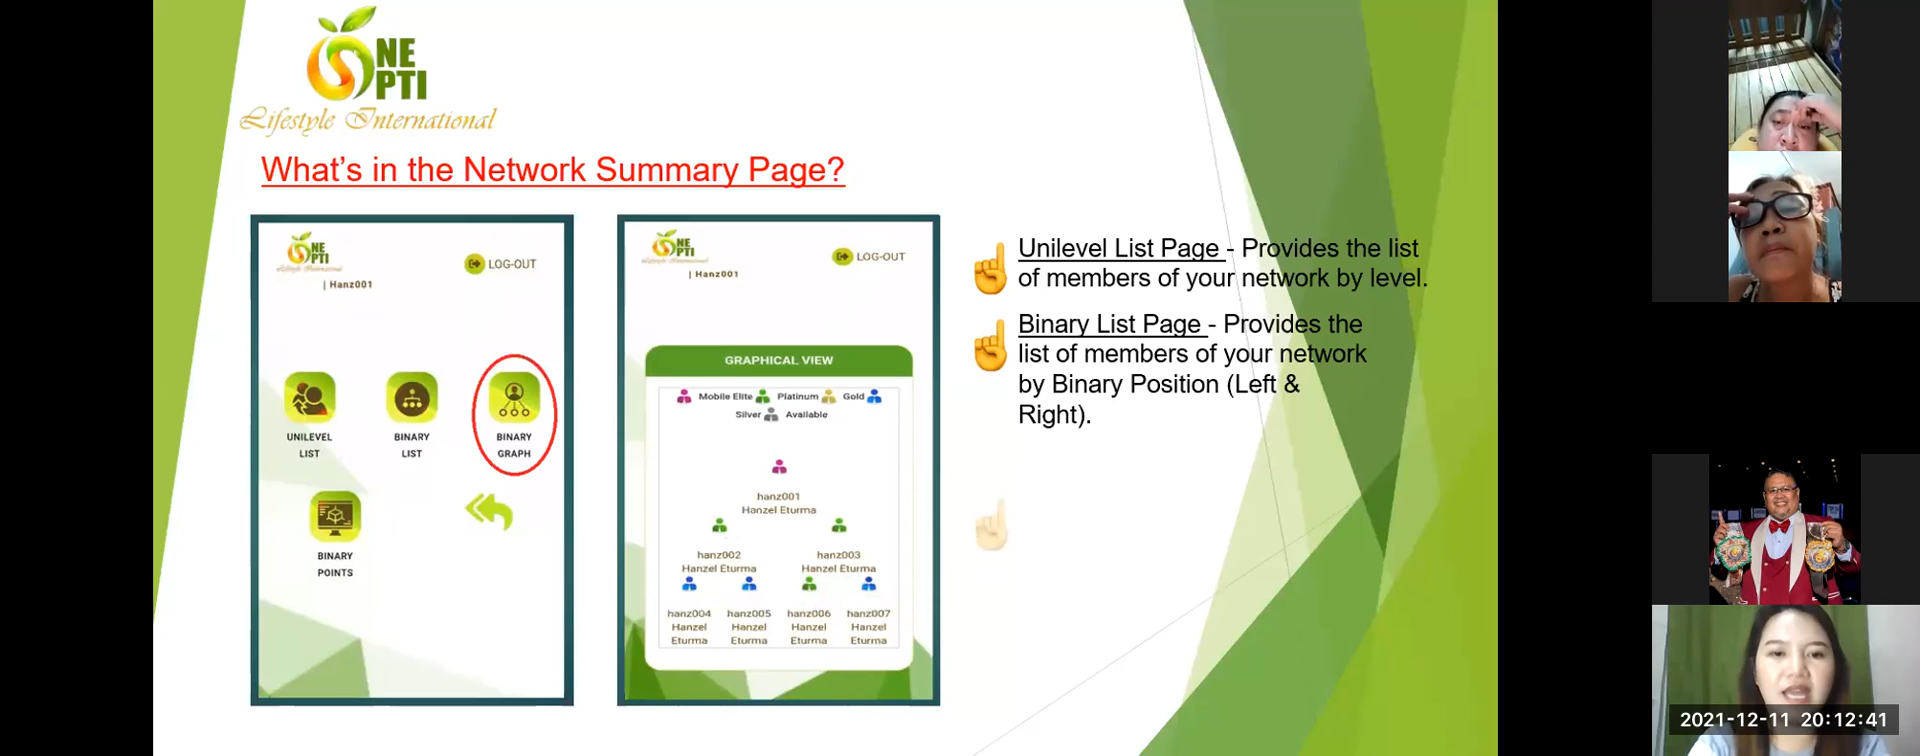 NE
PTI
Lifestyle International
What's in the Network Summary Page?
NE
PTI
Lifestyle International
| Hanz001
LOG-OUT
UNILEVEL
LIST
BINARY
LIST
BINARY
GRAPH
BINARY
POINTS
NE
PTI
Lifestyle International
| Hanz001
LOG-OUT
GRAPHICAL VIEW
Mobile Elite Platinum Gold
Silver Available
hanz001
Hanzel Eturma
hanz002
Hanzel Eturma
hanz003
Hanzel Eturma
hanz004
Hanzel
Eturma
hanz005
Hanzel
Eturma
hanz006
Hanzel
Eturma
hanz007
Hanzel
Eturma
Unilevel List Page - Provides the list
of members of your network by level.
Binary List Page - Provides the
list of members of your network
by Binary Position (Left &
Right).
2021-12-11 20:12:41